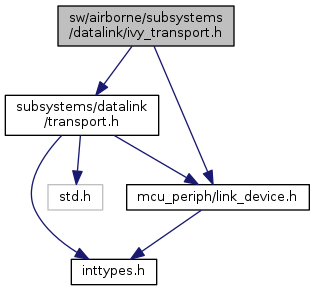 sw/airborne/subsystems
/datalink/ivy_transport.h
subsystems/datalink
/transport.h
std.h
mcu_periph/link_device.h
inttypes.h